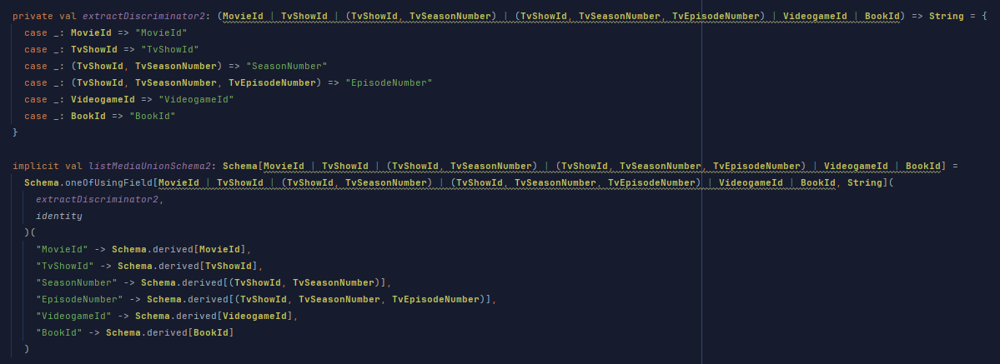 private val extractDiscriminator2: (MovieId | TvShowId | (TvShowId, TvSeasonNumber) | (TvShowId, TvSeasonNumber, TvEpisodeNumber) | VideogameId | BookId) => String = {
  case _: MovieId => "MovieId"
  case _: TvShowId => "TvShowId"
  case _: (TvShowId, TvSeasonNumber) => "SeasonNumber"
  case _: (TvShowId, TvSeasonNumber, TvEpisodeNumber) => "EpisodeNumber"
  case _: VideogameId => "VideogameId"
  case _: BookId => "BookId"
}
implicit val listMediaUnionSchema2: Schema[MovieId | TvShowId | (TvShowId, TvSeasonNumber) | (TvShowId, TvSeasonNumber, TvEpisodeNumber) | VideogameId | BookId] =
  Schema.oneOfUsingField[MovieId | TvShowId | (TvShowId, TvSeasonNumber) | (TvShowId, TvSeasonNumber, TvEpisodeNumber) | VideogameId | BookId, String](
    extractDiscriminator2,
    identity
  )(
    "MovieId" -> Schema.derived[MovieId],
    "TvShowId" -> Schema.derived[TvShowId],
    "SeasonNumber" -> Schema.derived[(TvShowId, TvSeasonNumber)],
    "EpisodeNumber" -> Schema.derived[(TvShowId, TvSeasonNumber, TvEpisodeNumber)],
    "VideogameId" -> Schema.derived[VideogameId],
    "BookId" -> Schema.derived[BookId]
  )